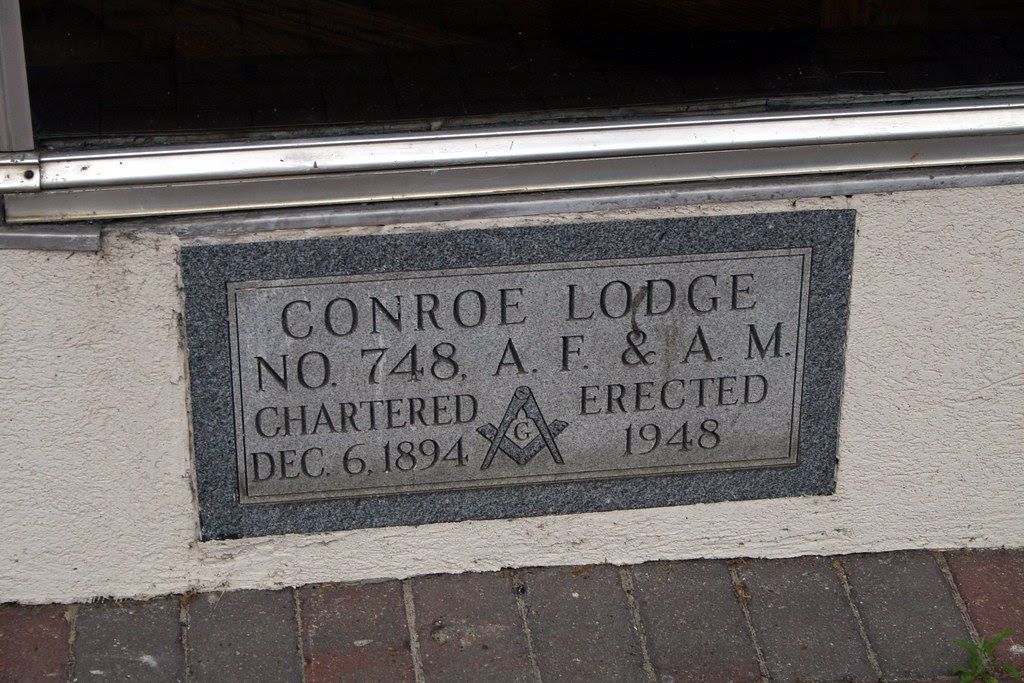 CONROE LODGE
NO. 748, A. F. & A. M.
CHARTERED ERECTED
DEC. 6, 1894 G 1948